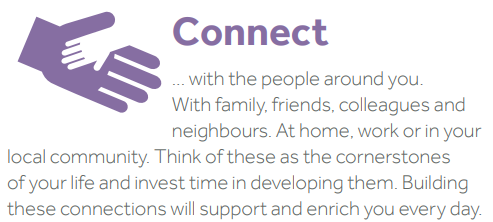 Connect
... with the people around you.
With family, friends, colleagues and
neighbours. At home, work or in your
local community. Think of these as the cornerstones
of your life and invest time in developing them. Building
these connections will support and enrich you every day.